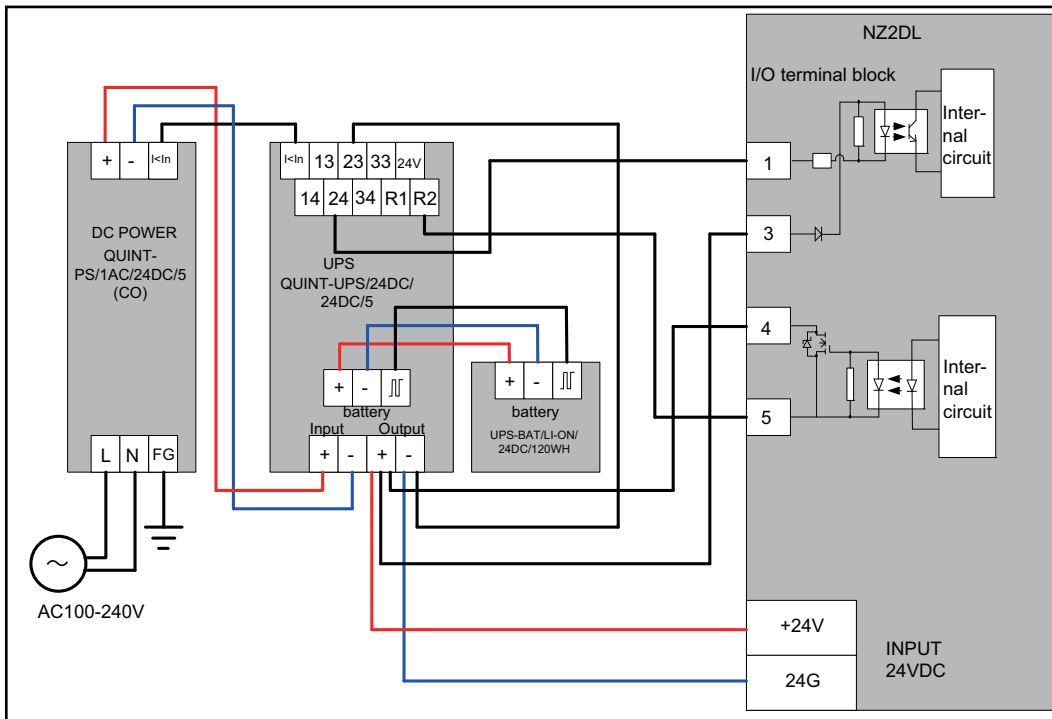 NZ2DL
I/O terminal block
Inter-
nal
circuit
+
-
I<In
I<In
13
23
33
24V
1
14
24
34
R1
R2
3
DC POWER
QUINT-
PS/1AC/24DC/5
(CO)
UPS
QUINT-UPS/24DC/
24DC/5
4
Inter-
nal
circuit
+
-
+
-
battery
battery
5
UPS-BAT/LI-ON/
24DC/120WH
Input
Output
+
-
+
-
L
N
FG
~
AC100-240V
+24V
INPUT
24VDC
24G